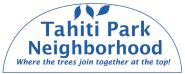 Tahiti Park
Neighborhood
Where the trees join together at the top!